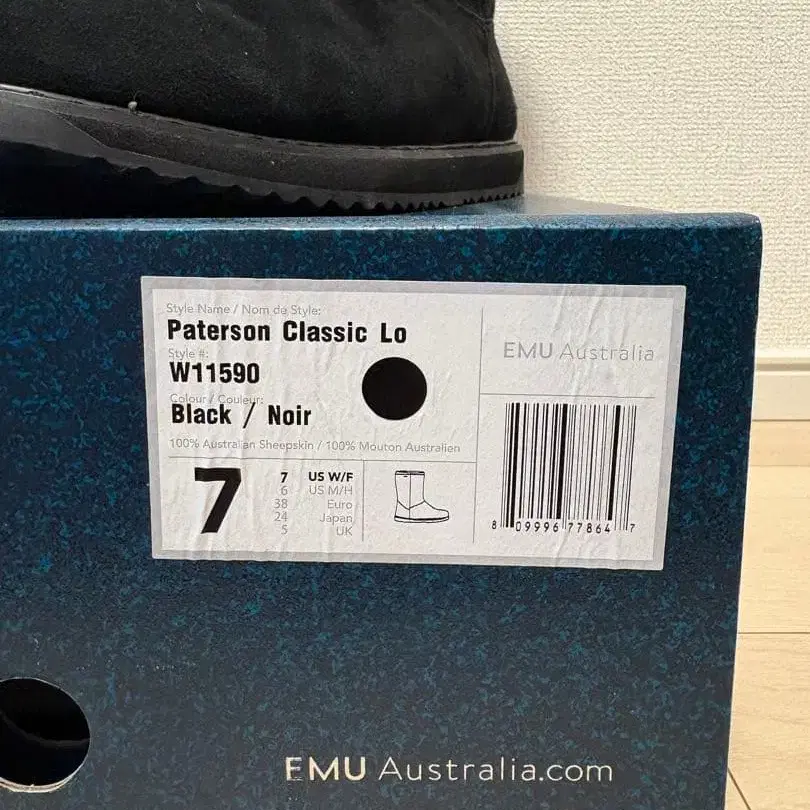 Style Name / Nom de Style:
Paterson Classic Lo
Style #:
W11590
Colour / Couleur:
Black / Noir
100% Australian Sheepskin / 100% Mouton Australien
7
7 US W/F
6 US M/H
38 Euro
24 Japan
5 UK
EMU Australia
8 09996 77864 7
EMU Australia.com